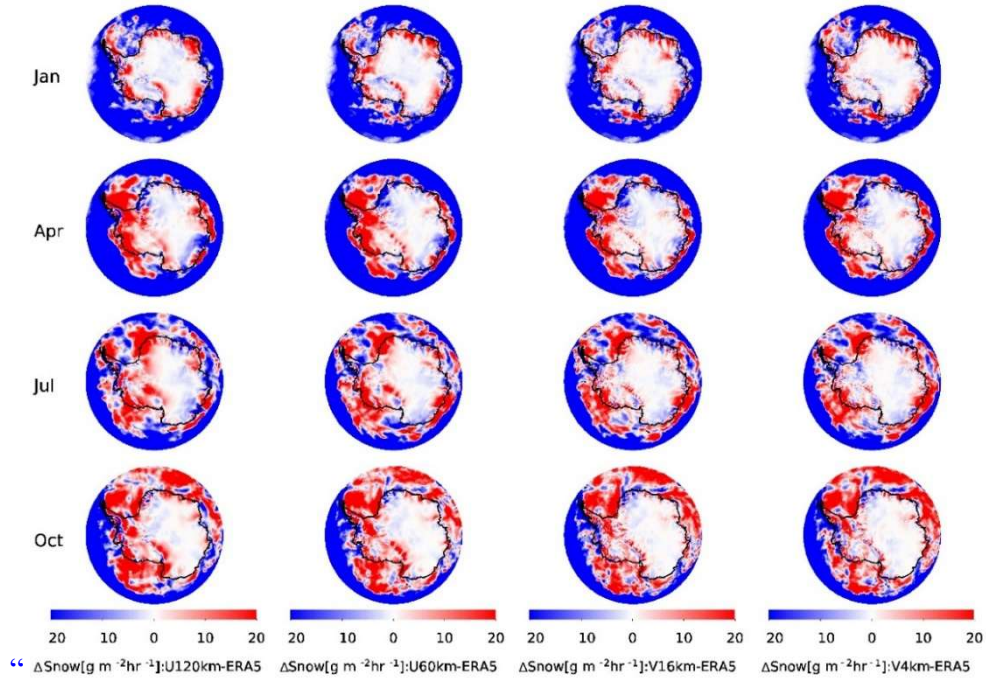 Jan
Apr
Jul
Oct
20 10 0 10 20 20 10 0 10 20 20 10 0 10 20 20 10 0 10 20
“ ΔSnow[g m ⁻²hr ⁻¹]:U120km-ERA5 ΔSnow[g m ⁻²hr ⁻¹]:U60km-ERA5 ΔSnow[g m ⁻²hr ⁻¹]:V16km-ERA5 ΔSnow[g m ⁻²hr ⁻¹]:V4km-ERA5